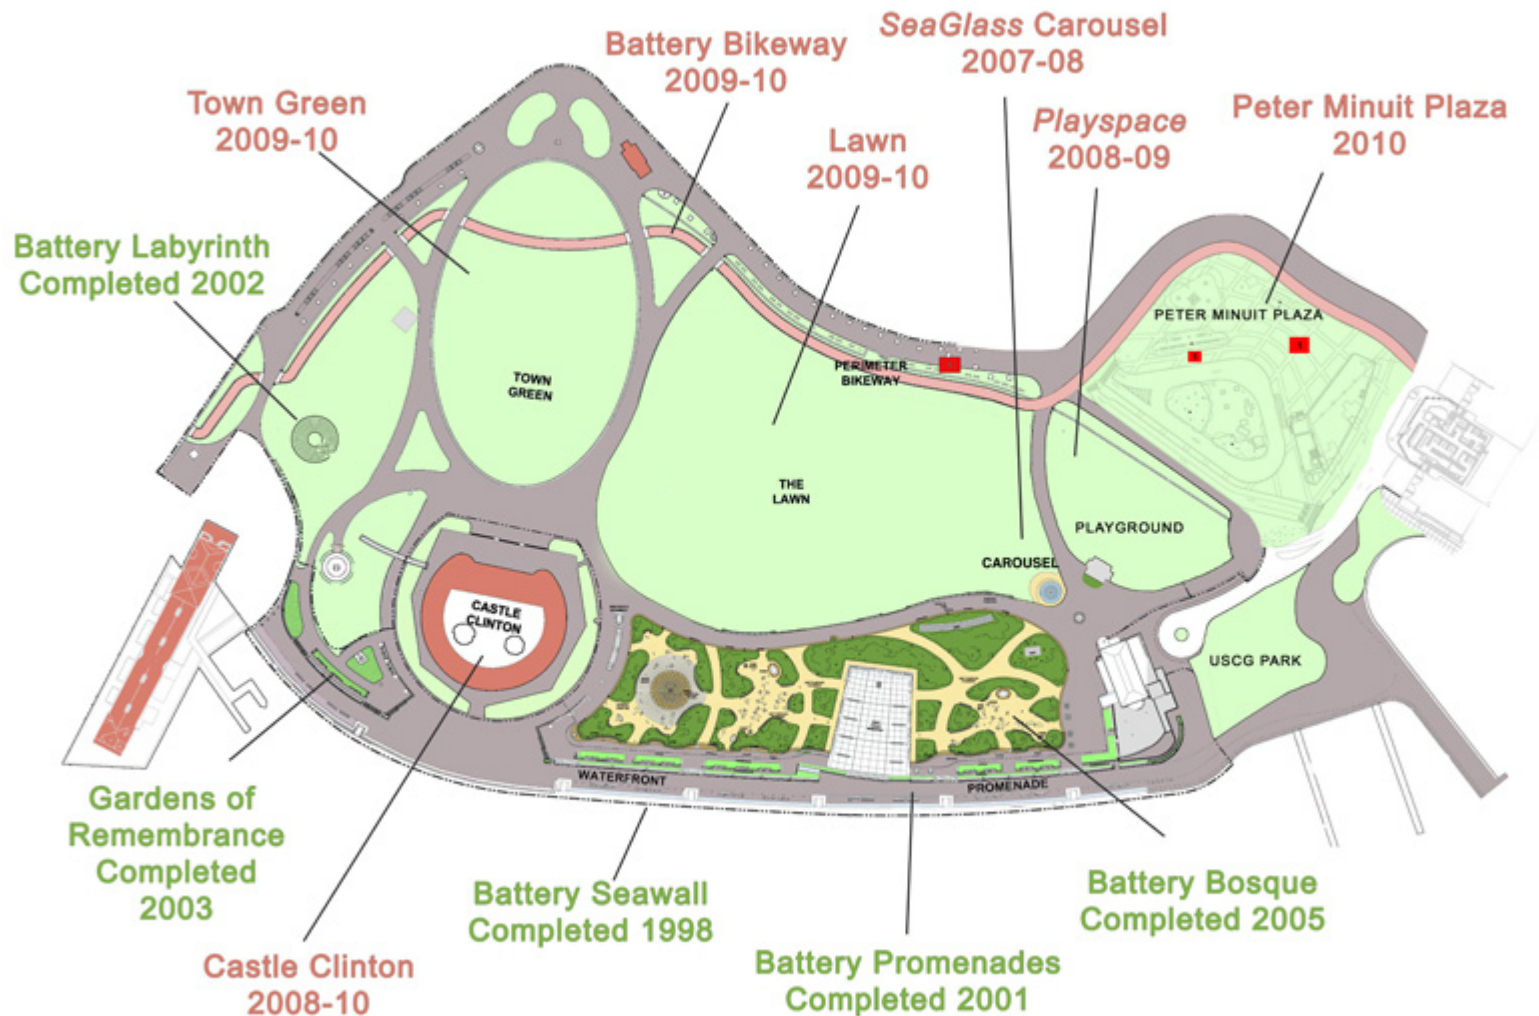 SeaGlass Carousel
2007-08
Battery Bikeway
2009-10
Town Green
2009-10
Lawn
2009-10
Playspace
2008-09
Peter Minuit Plaza
2010
Battery Labyrinth
Completed 2002
PETER MINUIT PLAZA
PERIMETER
BIKEWAY
TOWN
GREEN
THE
LAWN
PLAYGROUND
CAROUSEL
CASTLE
CLINTON
USCG PARK
WATERFRONT
PROMENADE
Gardens of
Remembrance
Completed
2003
Battery Seawall
Completed 1998
Battery Bosque
Completed 2005
Castle Clinton
2008-10
Battery Promenades
Completed 2001